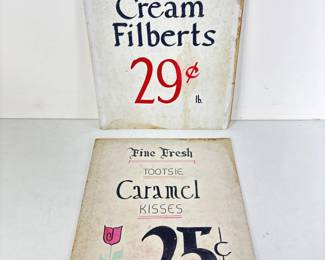 Cream
Filberts
29¢
lb.
Fine Fresh
TOOTSIE
Caramel
KISSES
25¢